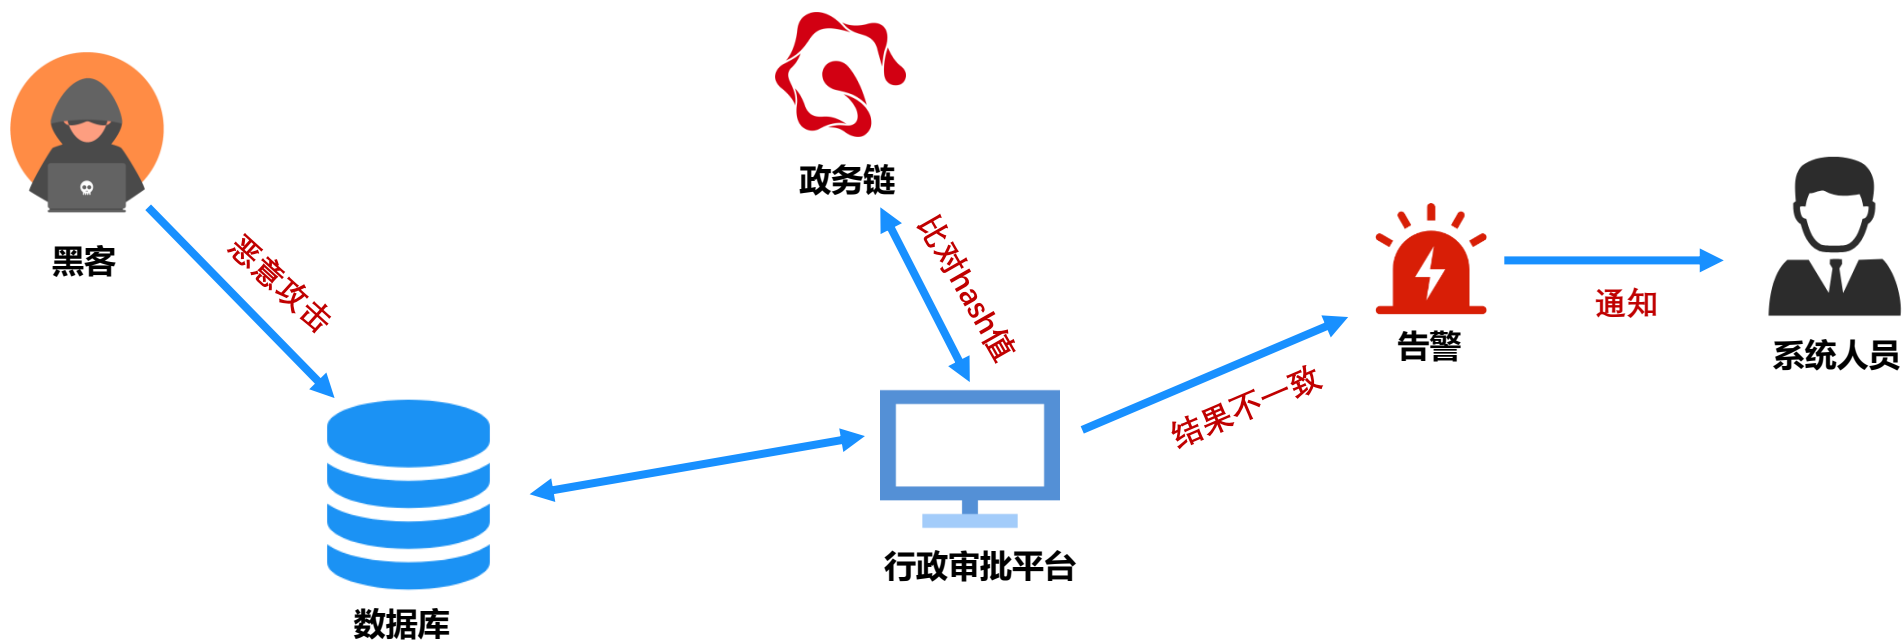 政务链
黑客
恶意攻击
比对hash值
告警
通知
系统人员
结果不一致
行政审批平台
数据库